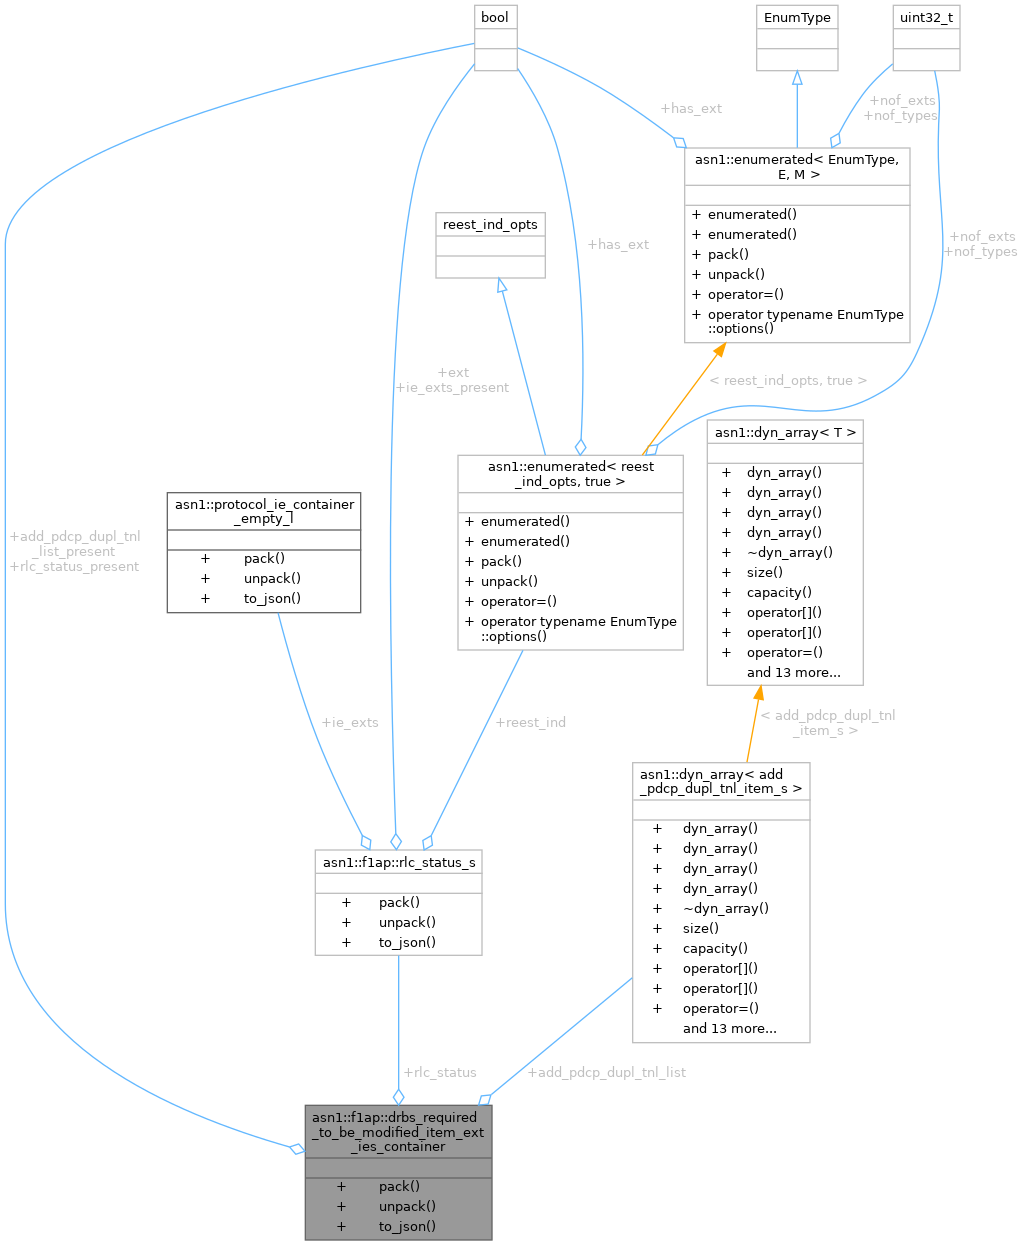 bool
EnumType
uint32_t
+has_ext
+nof_exts
+nof_types
asn1::enumerated< EnumType,
E, M >
+ enumerated()
+ enumerated()
+ pack()
+ unpack()
+ operator=()
+ operator typename EnumType
::options()
reest_ind_opts
+has_ext
+nof_exts
+nof_types
+ext
+ie_exts_present
< reest_ind_opts, true >
asn1::dyn_array< T >
+ dyn_array()
+ dyn_array()
+ dyn_array()
+ dyn_array()
+ ~dyn_array()
+ size()
+ capacity()
+ operator[]()
+ operator[]()
+ operator=()
and 13 more...
asn1::enumerated< reest
_ind_opts, true >
+ enumerated()
+ enumerated()
+ pack()
+ unpack()
+ operator=()
+ operator typename EnumType
::options()
asn1::protocol_ie_container
_empty_l
+ pack()
+ unpack()
+ to_json()
+add_pdcp_dupl_tnl
_list_present
+rlc_status_present
+ie_exts
+reest_ind
< add_pdcp_dupl_tnl
_item_s >
asn1::dyn_array< add
_pdcp_dupl_tnl_item_s >
+ dyn_array()
+ dyn_array()
+ dyn_array()
+ dyn_array()
+ ~dyn_array()
+ size()
+ capacity()
+ operator[]()
+ operator[]()
+ operator=()
and 13 more...
asn1::f1ap::rlc_status_s
+ pack()
+ unpack()
+ to_json()
+rlc_status
+add_pdcp_dupl_tnl_list
asn1::f1ap::drbs_required
_to_be_modified_item_ext
_ies_container
+ pack()
+ unpack()
+ to_json()